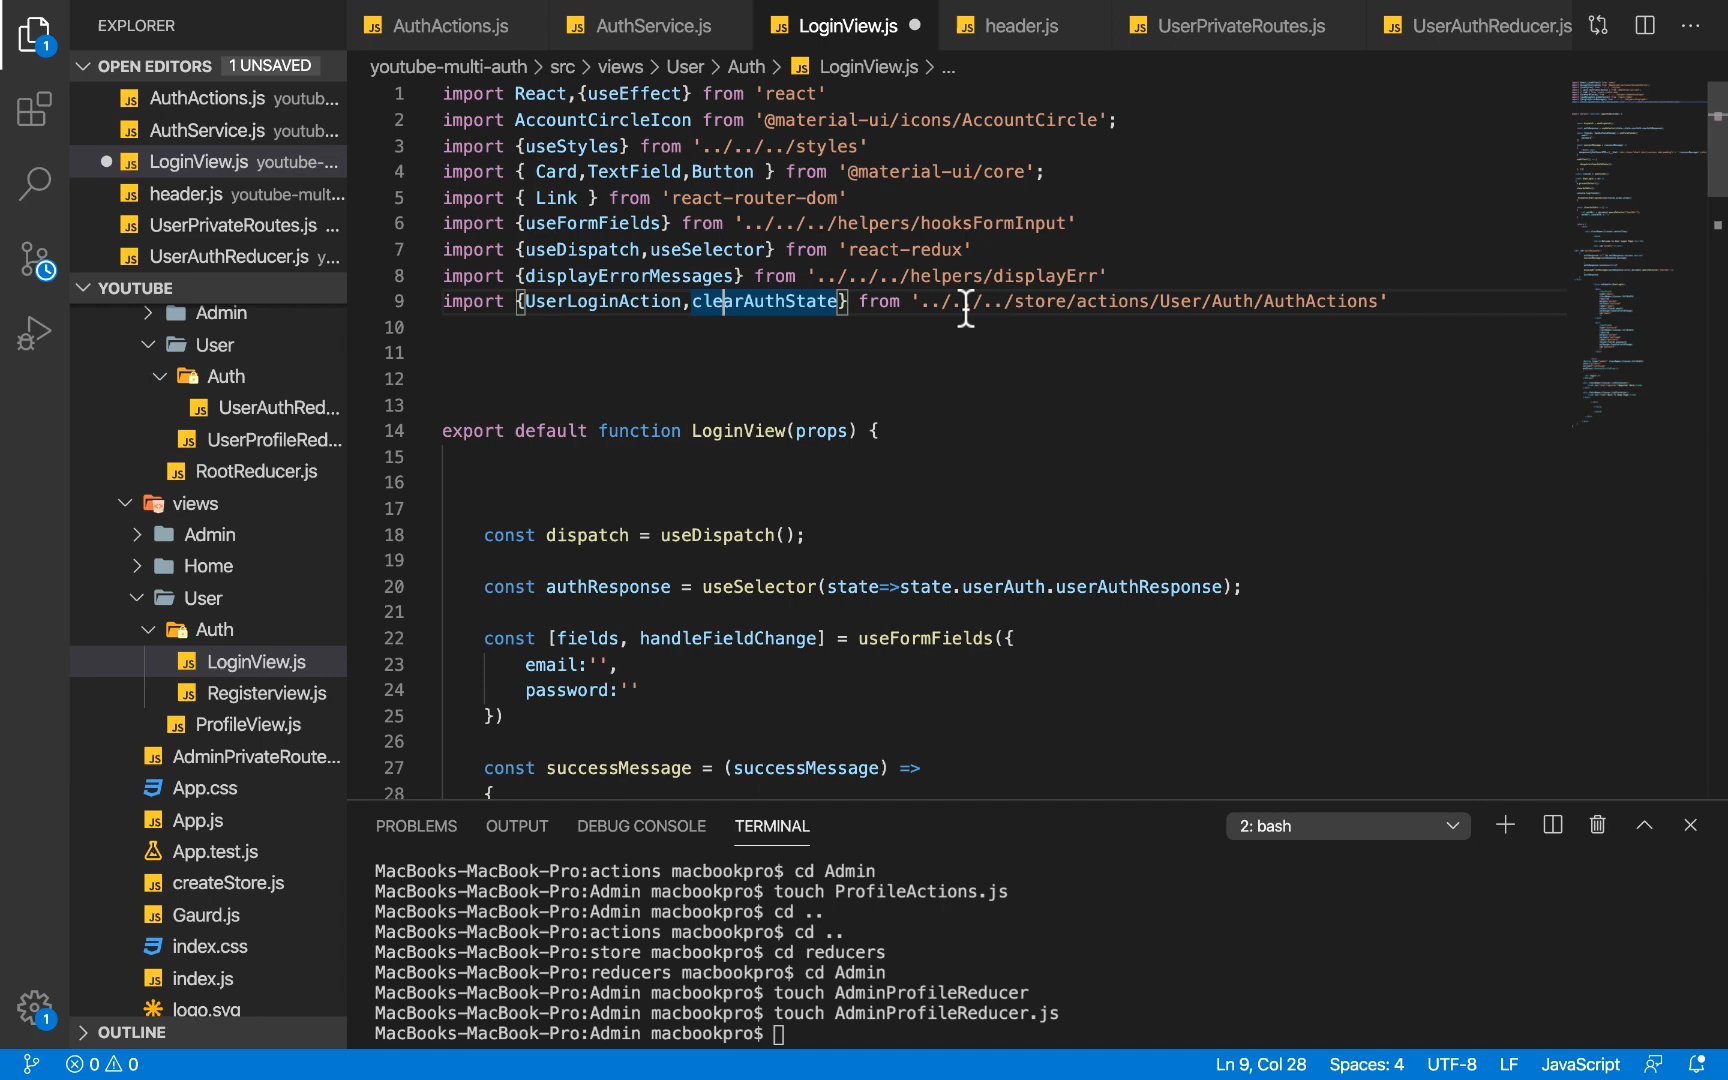 EXPLORER
AuthActions.js
AuthService.js
LoginView.js
header.js
UserPrivateRoutes.js
UserAuthReducer.js
OPEN EDITORS 1 UNSAVED
AuthActions.js youtub...
AuthService.js youtub...
LoginView.js youtube-...
header.js youtube-mult...
UserPrivateRoutes.js ...
UserAuthReducer.js y...
YOUTUBE
Admin
User
Auth
UserAuthRed...
UserProfileRed...
RootReducer.js
views
Admin
Home
User
Auth
LoginView.js
Registerview.js
ProfileView.js
AdminPrivateRoute...
App.css
App.js
App.test.js
createStore.js
Gaurd.js
index.css
index.js
logo.svg
OUTLINE
youtube-multi-auth > src > views > User > Auth > LoginView.js > ...
1 import React,{useEffect} from 'react'
2 import AccountCircleIcon from '@material-ui/icons/AccountCircle';
3 import {useStyles} from '../../../styles'
4 import { Card,TextField,Button } from '@material-ui/core';
5 import { Link } from 'react-router-dom'
6 import {useFormFields} from '../../../helpers/hooksFormInput'
7 import {useDispatch,useSelector} from 'react-redux'
8 import {displayErrorMessages} from '../../../helpers/displayErr'
9 import {UserLoginAction,clearAuthState} from '../../../store/actions/User/Auth/AuthActions'
10
11
12
13
14 export default function LoginView(props) {
15
16
17
18 const dispatch = useDispatch();
19
20 const authResponse = useSelector(state=>state.userAuth.userAuthResponse);
21
22 const [fields, handleFieldChange] = useFormFields({
23 email:'',
24 password:''
25 })
26
27 const successMessage = (successMessage) =>
28 {
PROBLEMS OUTPUT DEBUG CONSOLE TERMINAL 2: bash
MacBooks-MacBook-Pro:actions macbookpro$ cd Admin
MacBooks-MacBook-Pro:Admin macbookpro$ touch ProfileActions.js
MacBooks-MacBook-Pro:Admin macbookpro$ cd ..
MacBooks-MacBook-Pro:actions macbookpro$ cd ..
MacBooks-MacBook-Pro:store macbookpro$ cd reducers
MacBooks-MacBook-Pro:reducers macbookpro$ cd Admin
MacBooks-MacBook-Pro:Admin macbookpro$ touch AdminProfileReducer
MacBooks-MacBook-Pro:Admin macbookpro$ touch AdminProfileReducer.js
MacBooks-MacBook-Pro:Admin macbookpro$
1
1
0 0 Ln 9, Col 28 Spaces: 4 UTF-8 LF JavaScript